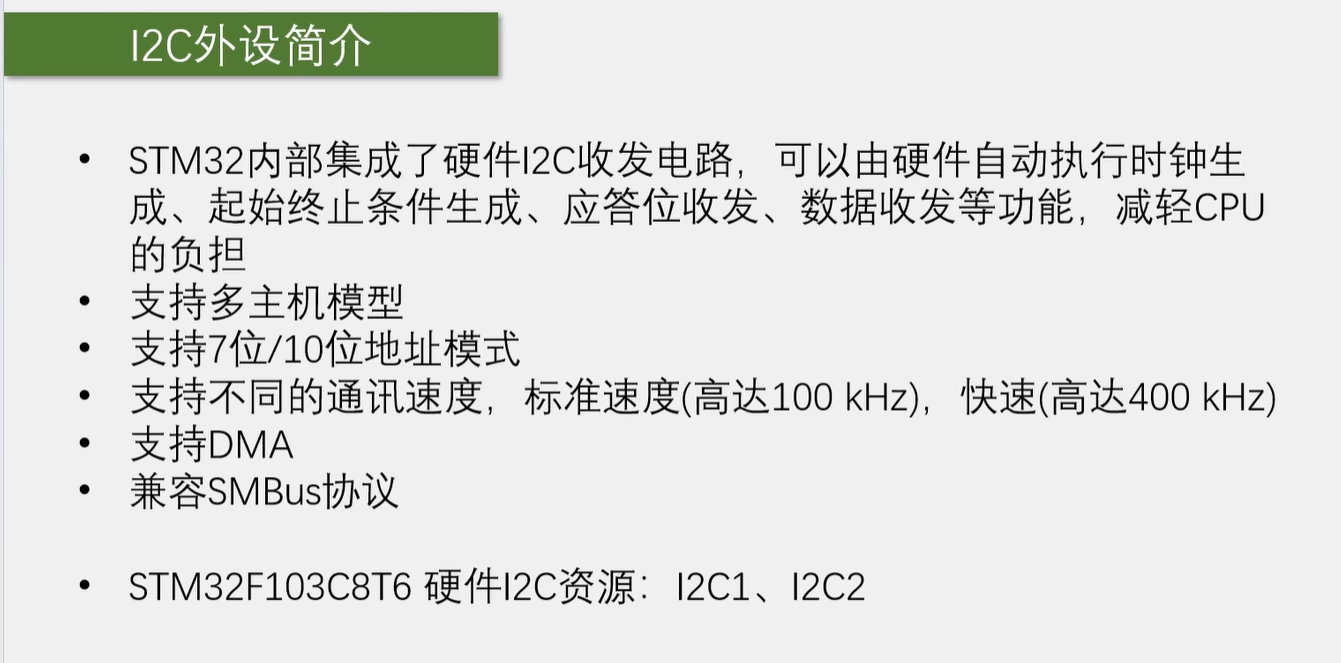 I2C外设简介
• STM32内部集成了硬件I2C收发电路，可以由硬件自动执行时钟生
成、起始终止条件生成、应答位收发、数据收发等功能，减轻CPU
的负担
• 支持多主机模型
• 支持7位/10位地址模式
• 支持不同的通讯速度，标准速度(高达100 kHz)，快速(高达400 kHz)
• 支持DMA
• 兼容SMBus协议
• STM32F103C8T6 硬件I2C资源：I2C1、I2C2